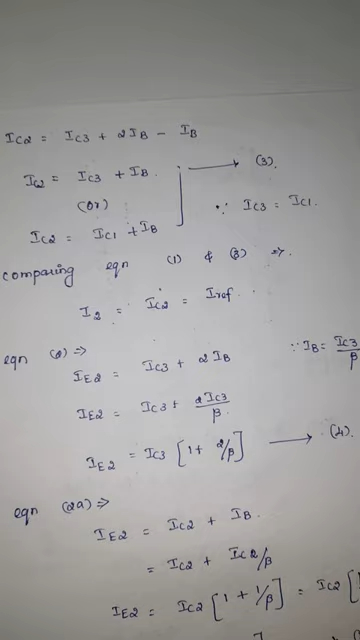 IC2 = IC3 + 2IB - IB
IC2 = IC3 + IB. → (3).
(or) ∵ IC3 = IC1.
IC2 = IC1 + IB
comparing eqn (1) & (3) ⇒.
I2 = IC2 = Iref.
eqn (2) ⇒
IE2 = IC3 + 2IB ∵ IB = IC3/β
IE2 = IC3 + 2IC3/β
IE2 = IC3 [1 + 2/β] → (4).
eqn (2a) ⇒
IE2 = IC2 + IB.
= IC2 + IC2/β
IE2 = IC2 [1 + 1/β] = IC2 [